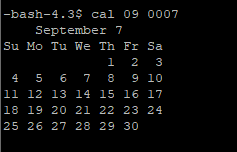 -bash-4.3$ cal 09 0007
September 7
Su Mo Tu We Th Fr Sa
1 2 3
4 5 6 7 8 9 10
11 12 13 14 15 16 17
18 19 20 21 22 23 24
25 26 27 28 29 30